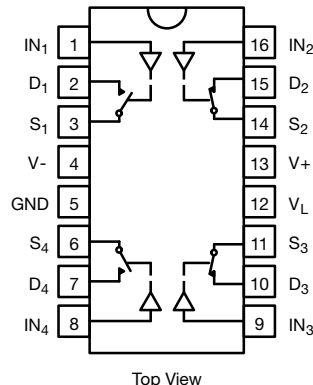 IN₁ 1 16 IN₂
D₁ 2 15 D₂
S₁ 3 14 S₂
V- 4 13 V+
GND 5 12 V_L
S₄ 6 11 S₃
D₄ 7 10 D₃
IN₄ 8 9 IN₃
Top View